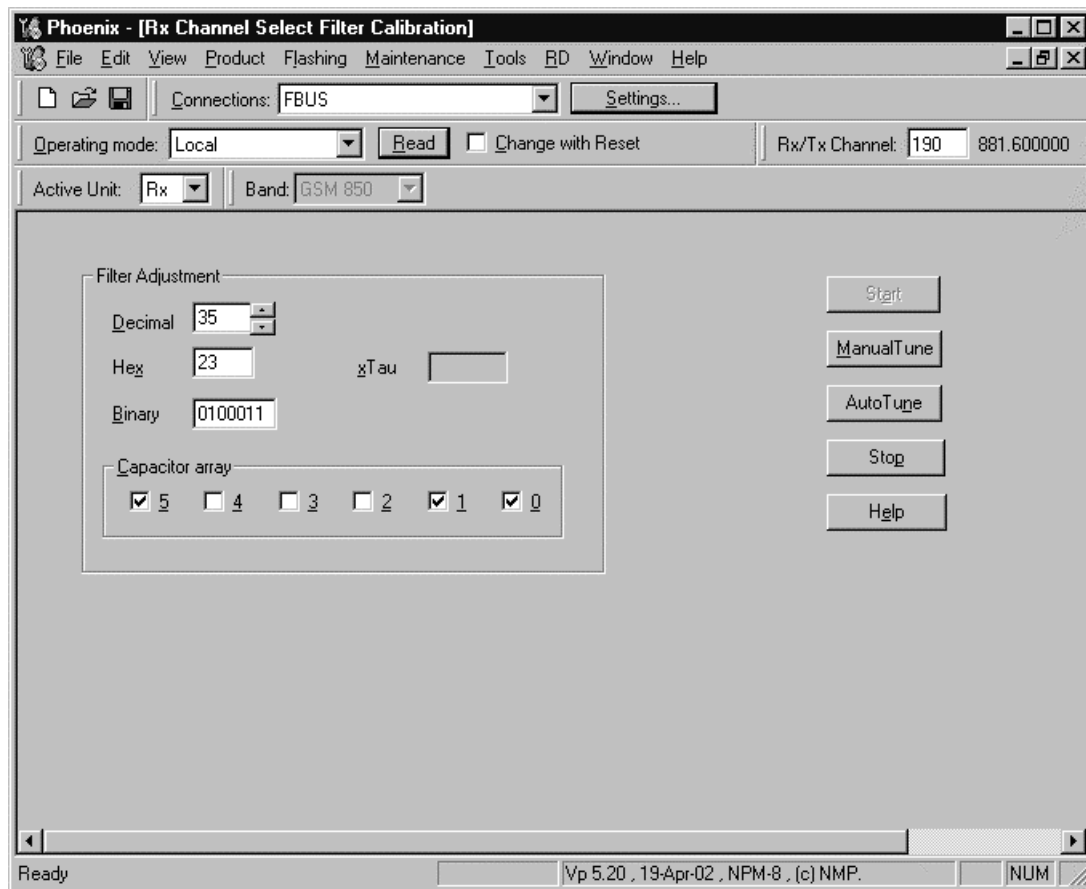 Phoenix - [Rx Channel Select Filter Calibration]
File Edit View Product Flashing Maintenance Tools RD Window Help
Connections: FBUS Settings...
Operating mode: Local Read Change with Reset Rx/Tx Channel: 190 881.600000
Active Unit: Rx Band: GSM 850
Filter Adjustment
Decimal 35
Hex 23 xTau
Binary 0100011
Capacitor array
5 4 3 2 1 0
Start
ManualTune
AutoTune
Stop
Help
Ready Vp 5.20 , 19-Apr-02 , NPM-8 , (c) NMP. NUM